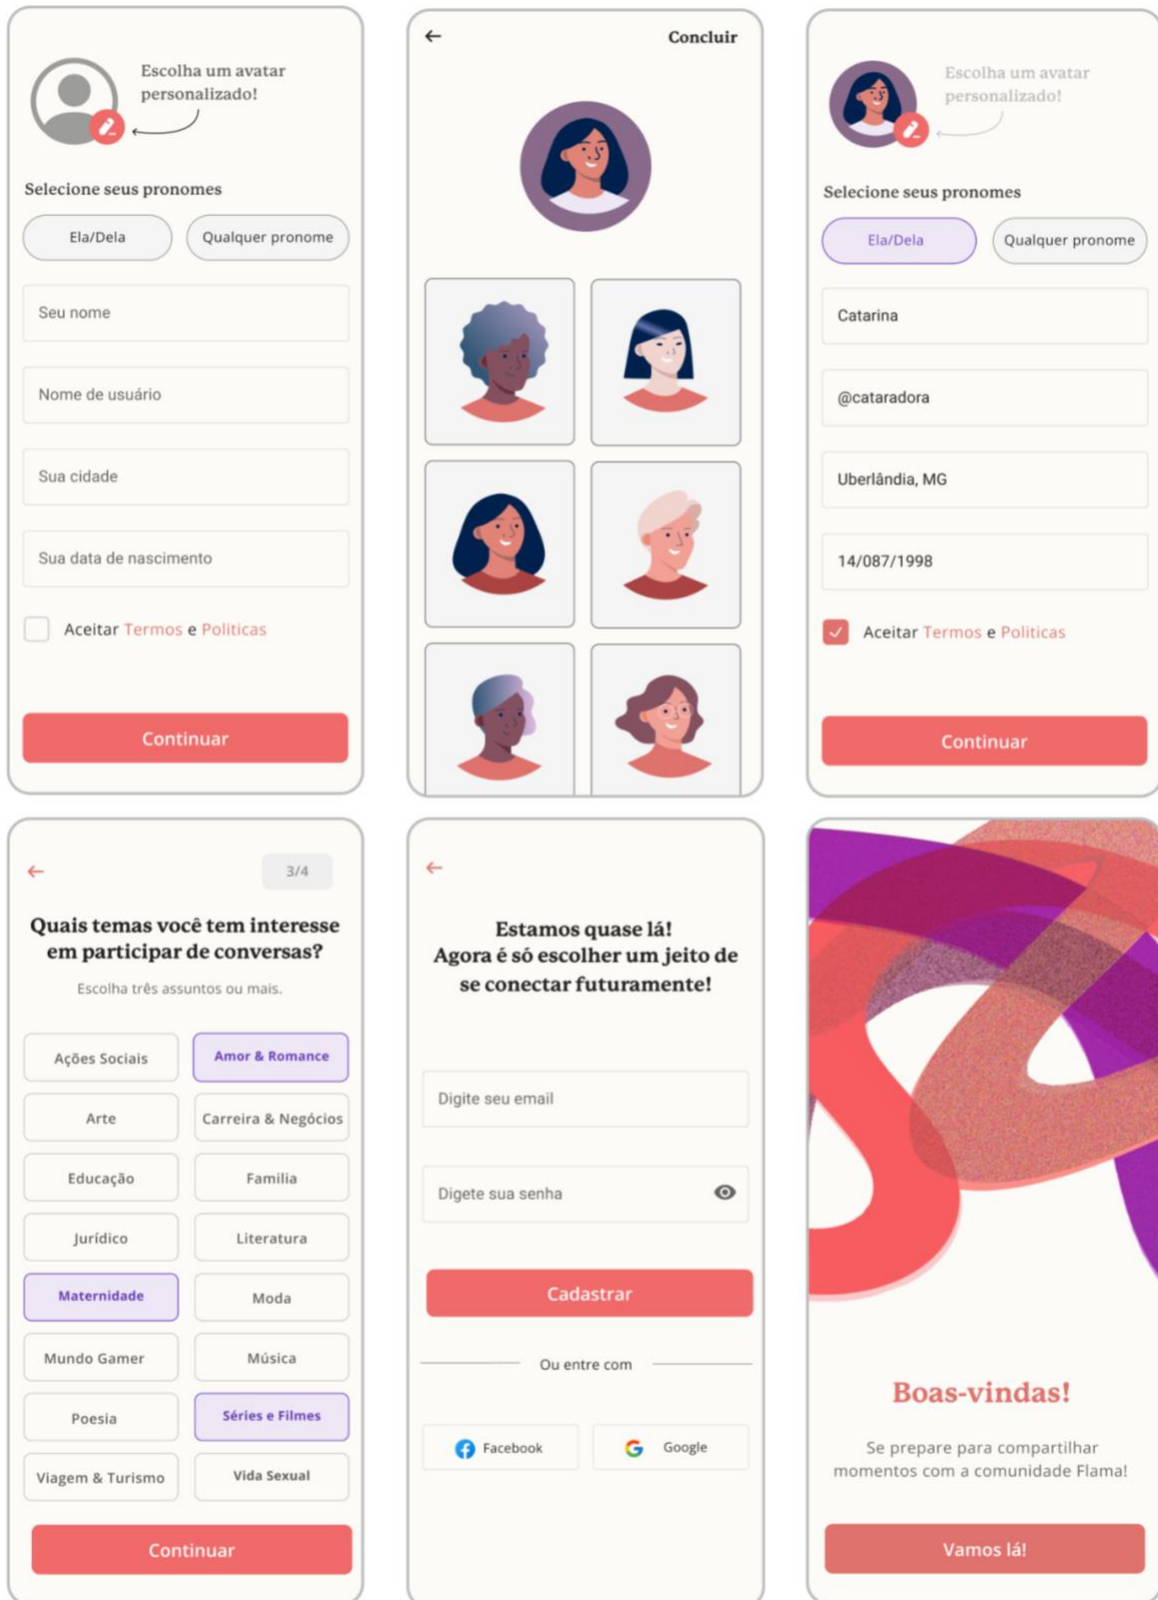 Escolha um avatar
personalizado!
Selecione seus pronomes
Ela/Dela
Qualquer pronome
Seu nome
Nome de usuário
Sua cidade
Sua data de nascimento
Aceitar Termos e Politicas
Continuar
Concluir
Escolha um avatar
personalizado!
Selecione seus pronomes
Ela/Dela
Qualquer pronome
Catarina
@cataradora
Uberlândia, MG
14/087/1998
Aceitar Termos e Politicas
Continuar
3/4
Quais temas você tem interesse
em participar de conversas?
Escolha três assuntos ou mais.
Ações Sociais
Amor & Romance
Arte
Carreira & Negócios
Educação
Familia
Jurídico
Literatura
Maternidade
Moda
Mundo Gamer
Música
Poesia
Séries e Filmes
Viagem & Turismo
Vida Sexual
Continuar
Estamos quase lá!
Agora é só escolher um jeito de
se conectar futuramente!
Digite seu email
Digete sua senha
Cadastrar
Ou entre com
Facebook
Google
Boas-vindas!
Se prepare para compartilhar
momentos com a comunidade Flama!
Vamos lá!